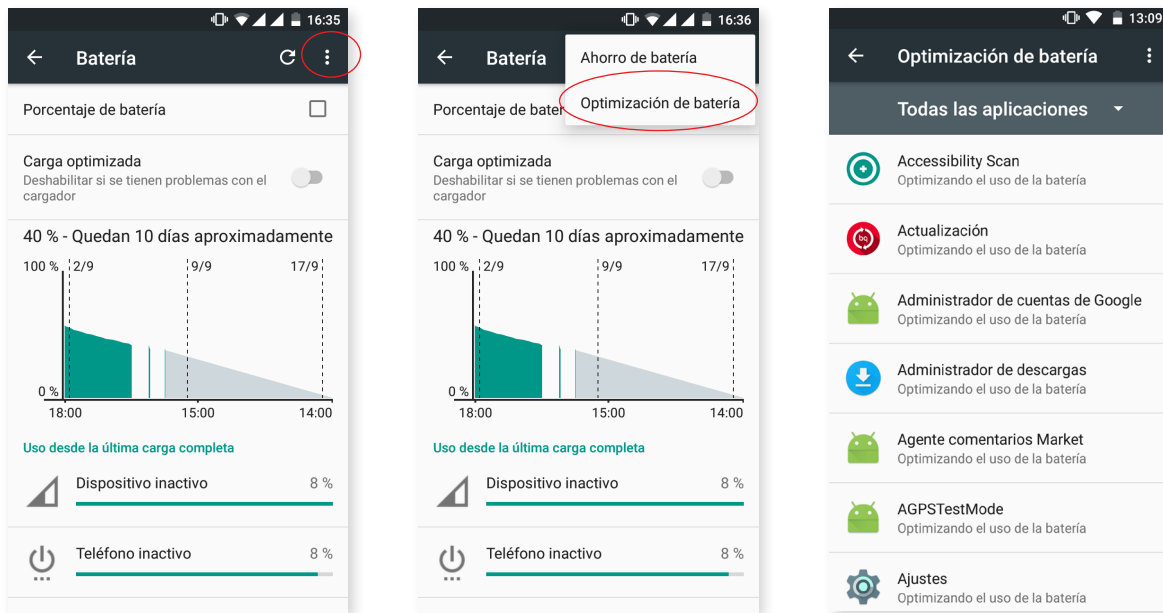 16:35
Batería
Porcentaje de batería
Carga optimizada
Deshabilitar si se tienen problemas con el
cargador
40 % - Quedan 10 días aproximadamente
100 % 2/9 9/9 17/9
0 %
18:00 15:00 14:00
Uso desde la última carga completa
Dispositivo inactivo 8 %
Teléfono inactivo 8 %
16:36
Batería
Ahorro de batería
Optimización de batería
Porcentaje de bater
Carga optimizada
Deshabilitar si se tienen problemas con el
cargador
40 % - Quedan 10 días aproximadamente
100 % 2/9 9/9 17/9
0 %
18:00 15:00 14:00
Uso desde la última carga completa
Dispositivo inactivo 8 %
Teléfono inactivo 8 %
13:09
Optimización de batería
Todas las aplicaciones
Accessibility Scan
Optimizando el uso de la batería
bq
Actualización
Optimizando el uso de la batería
Administrador de cuentas de Google
Optimizando el uso de la batería
Administrador de descargas
Optimizando el uso de la batería
Agente comentarios Market
Optimizando el uso de la batería
AGPSTestMode
Optimizando el uso de la batería
Ajustes
Optimizando el uso de la batería